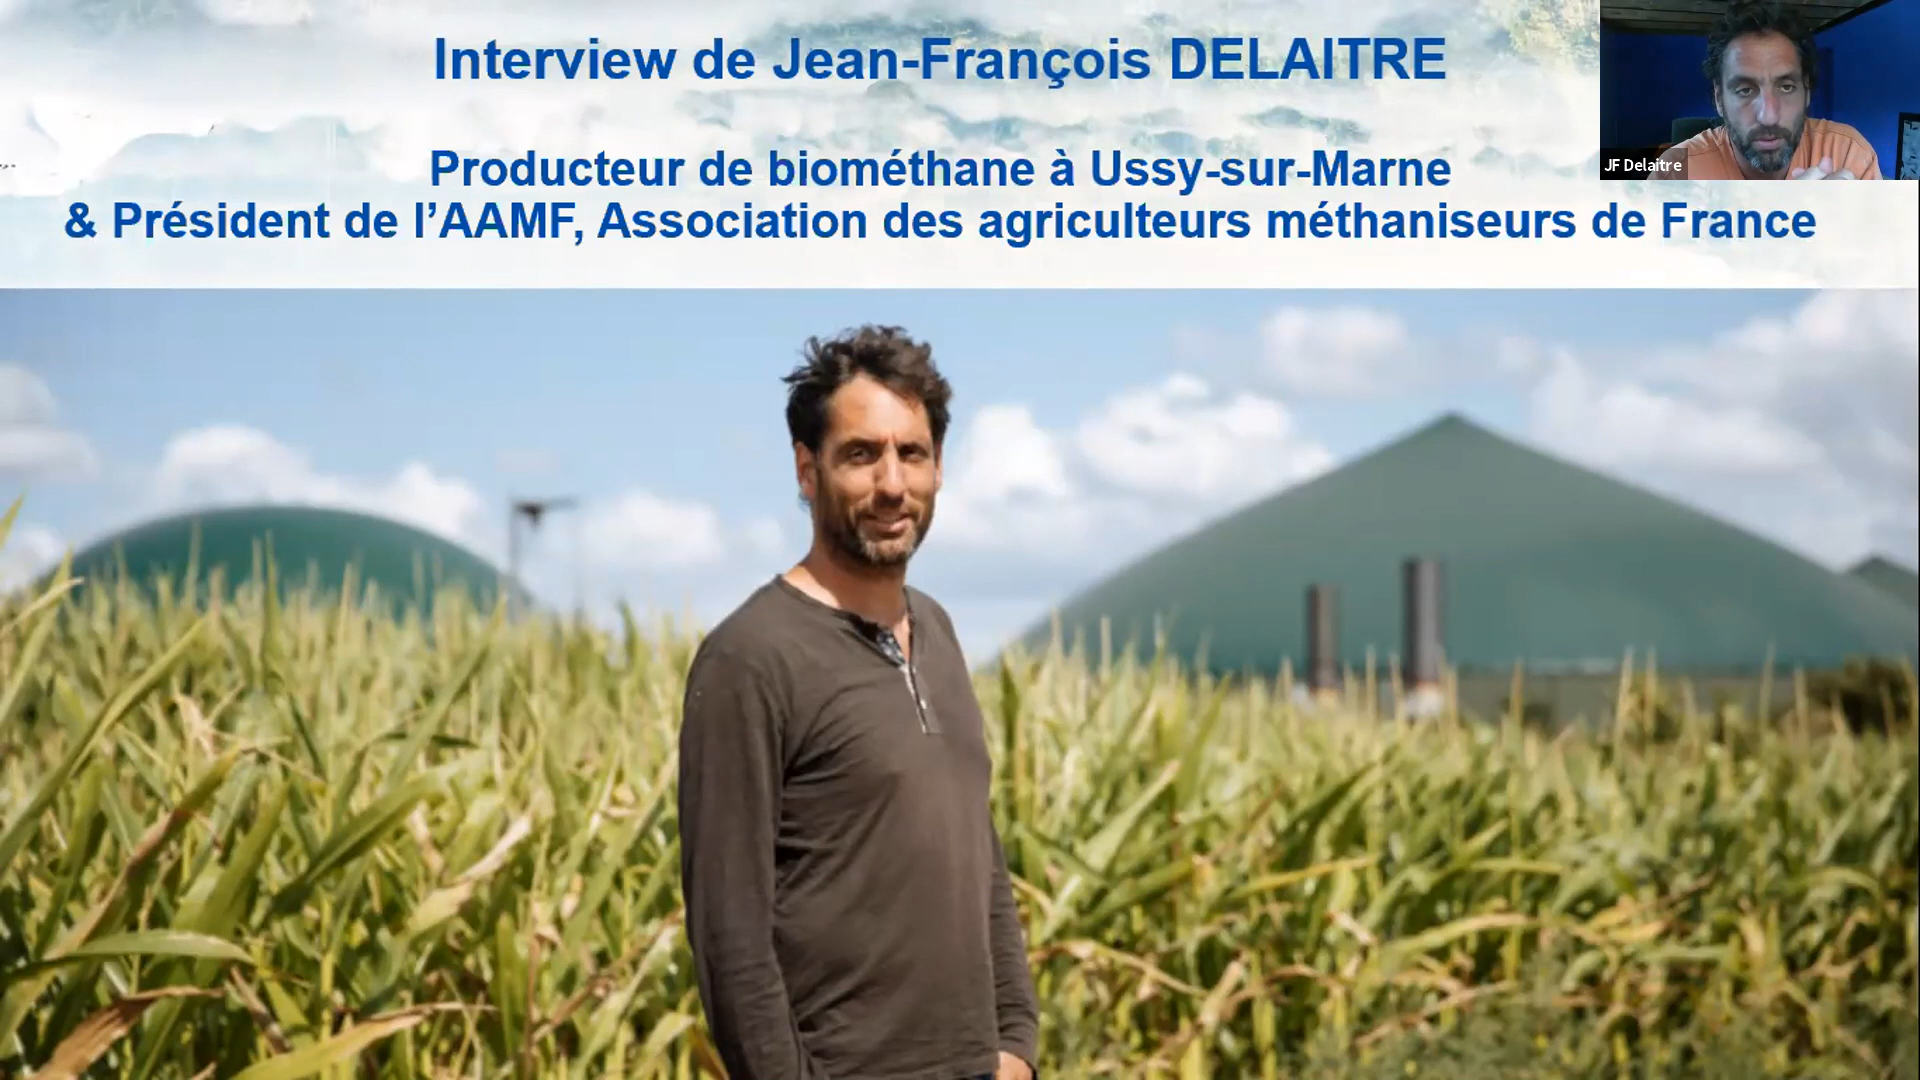 Interview de Jean-François DELAITRE
Producteur de biométhane à Ussy-sur-Marne
& Président de l’AAMF, Association des agriculteurs méthaniseurs de France
JF Delaitre